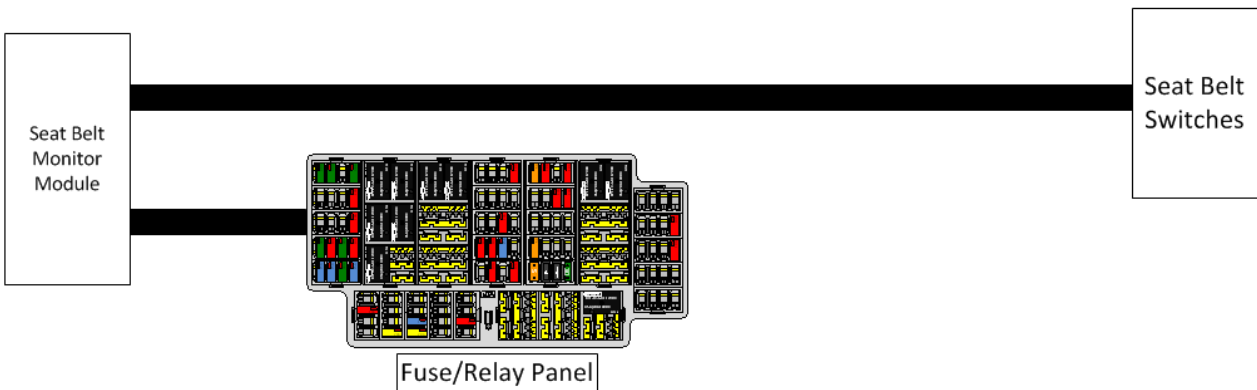 Seat Belt
Monitor
Module
Seat Belt
Switches
Fuse/Relay Panel